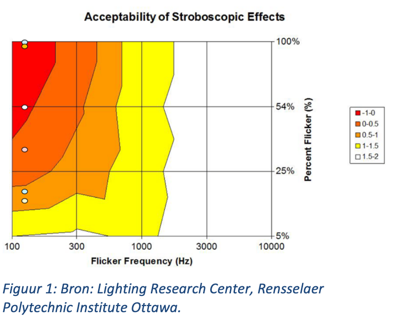 Acceptability of Stroboscopic Effects
100%
54%
25%
5%
Percent Flicker (%)
-1-0
0-0.5
0.5-1
1-1.5
1.5-2
100
300
1000
3000
10000
Flicker Frequency (Hz)
Figuur 1: Bron: Lighting Research Center, Rensselaer
Polytechnic Institute Ottawa.